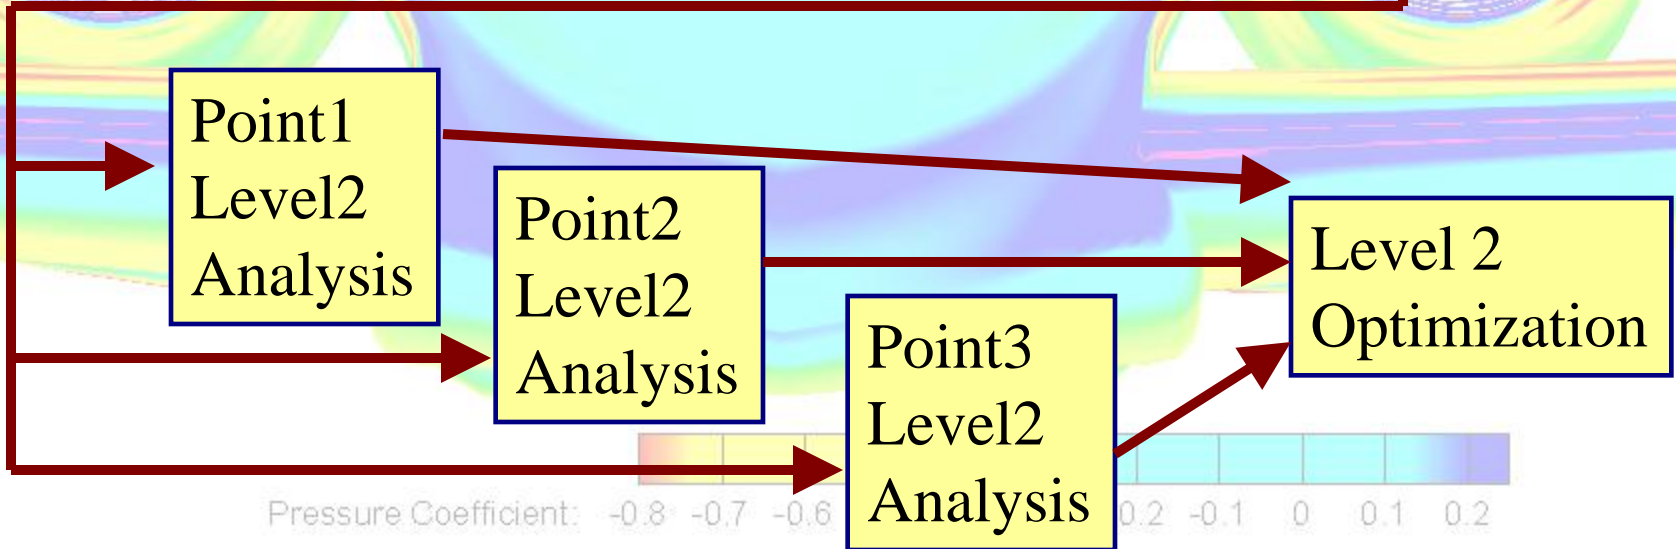 Point1
Level2
Analysis
Point2
Level2
Analysis
Level 2
Optimization
Point3
Level2
Analysis
Pressure Coefficient: -0.8 -0.7 -0.6 0.2 -0.1 0 0.1 0.2